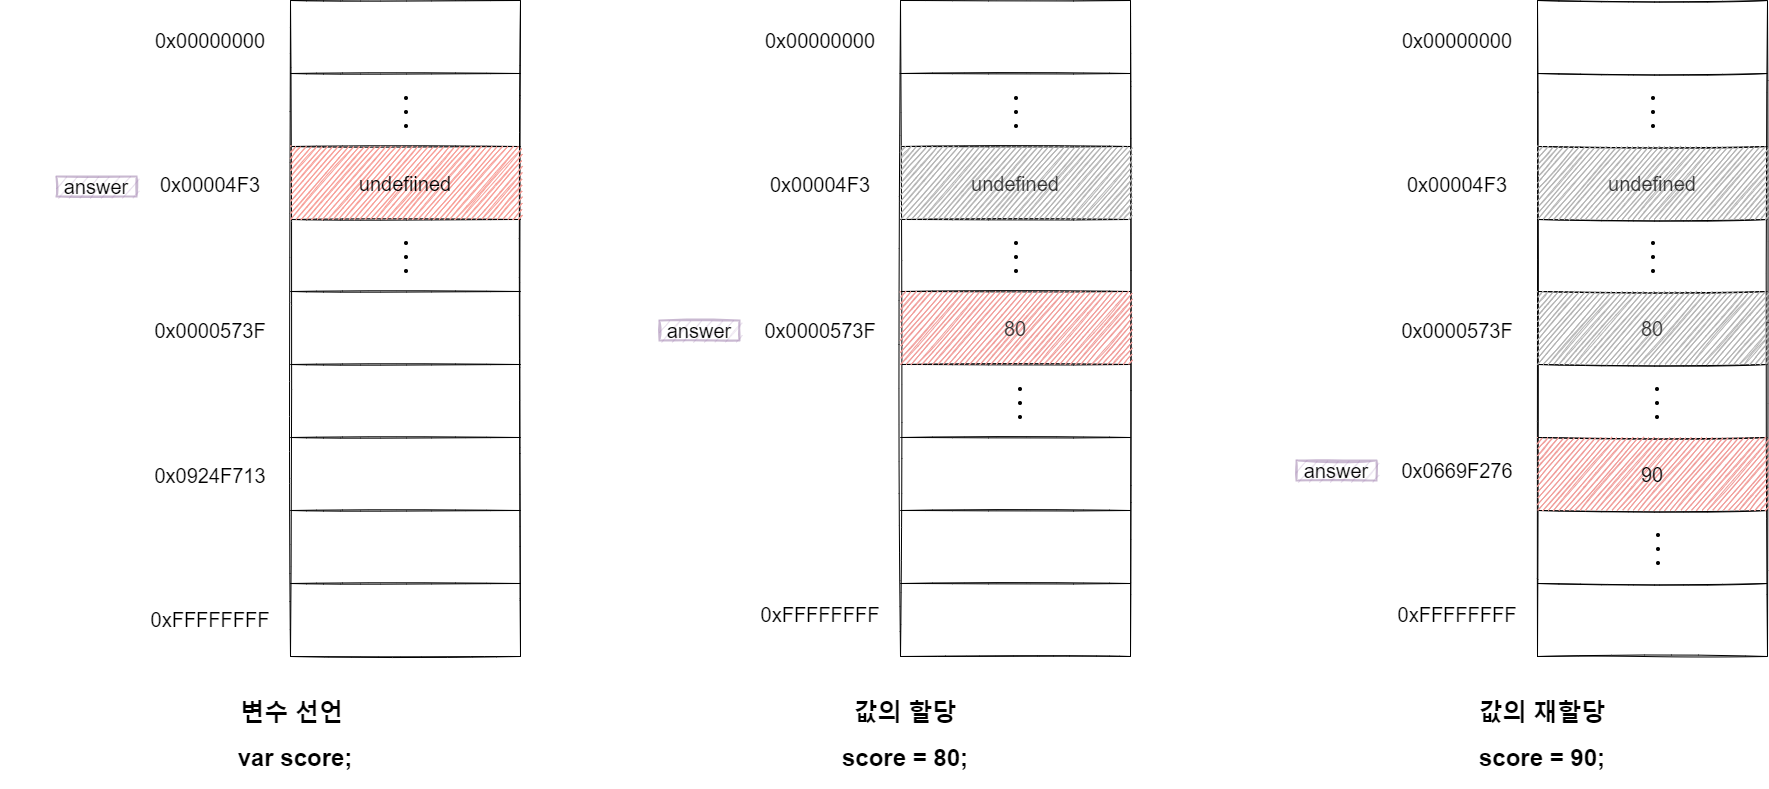 0x00000000
answer
0x00004F3
undefiined
0x0000573F
0x0924F713
0xFFFFFFFF
변수 선언
var score;
0x00000000
0x00004F3
undefined
answer
0x0000573F
80
0xFFFFFFFF
값의 할당
score = 80;
0x00000000
0x00004F3
undefined
0x0000573F
80
answer
0x0669F276
90
0xFFFFFFFF
값의 재할당
score = 90;